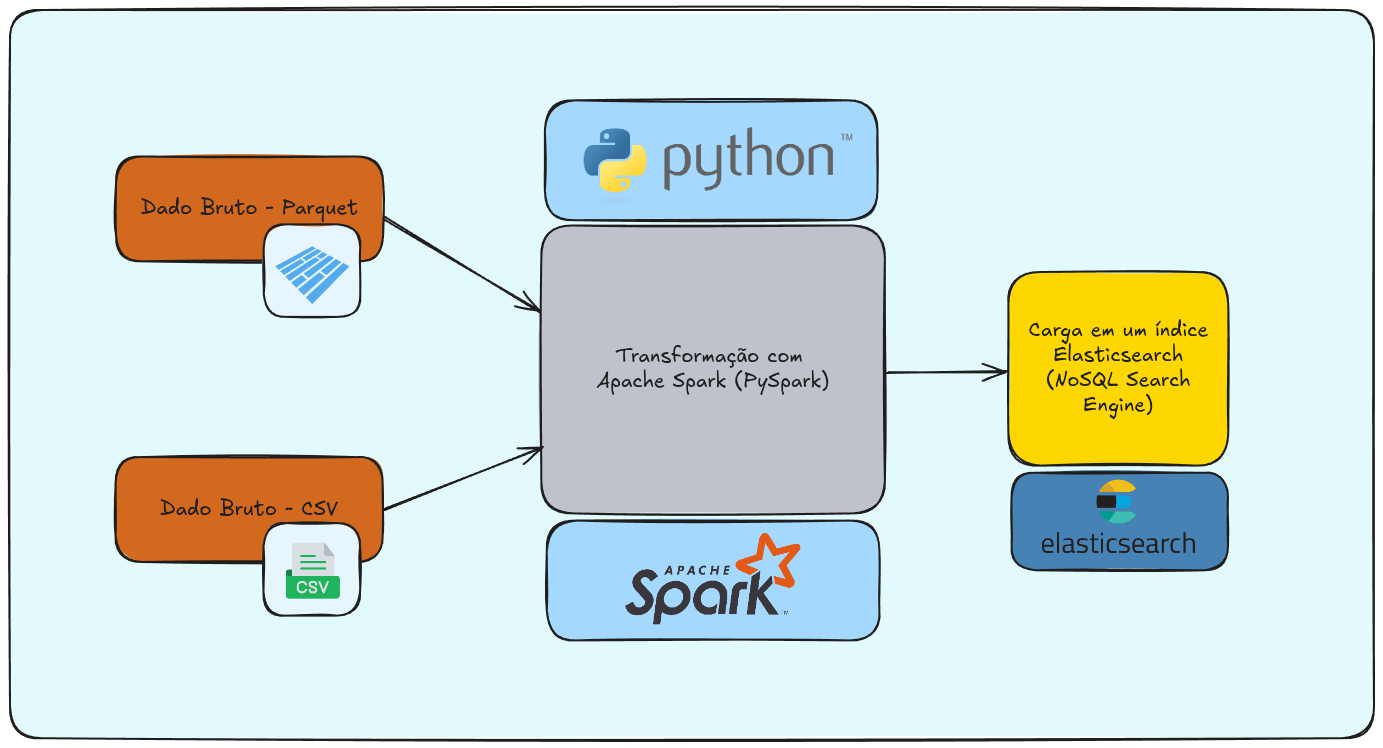 python™
Dado Bruto - Parquet
Transformação com
Apache Spark (PySpark)
Carga em um índice
Elasticsearch
(NoSQL Search
Engine)
Dado Bruto - CSV
CSV
APACHE
Spark™
elasticsearch